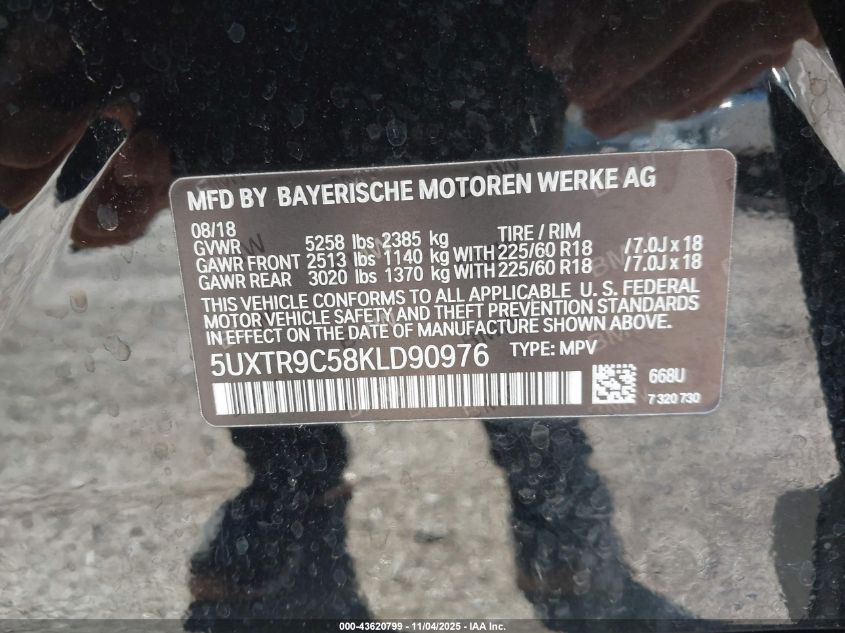 MFD BY BAYERISCHE MOTOREN WERKE AG
08/18 TIRE / RIM
GVWR 5258 lbs 2385 kg
GAWR FRONT 2513 lbs 1140 kg WITH 225/60 R18 /7.0J x 18
GAWR REAR 3020 lbs 1370 kg WITH 225/60 R18 /7.0J x 18
THIS VEHICLE CONFORMS TO ALL APPLICABLE U. S. FEDERAL
MOTOR VEHICLE SAFETY AND THEFT PREVENTION STANDARDS
IN EFFECT ON THE DATE OF MANUFACTURE SHOWN ABOVE.
5UXTR9C58KLD90976 TYPE: MPV
668U
7 320 730
000-43620799 - 11/04/2025 - IAA Inc.